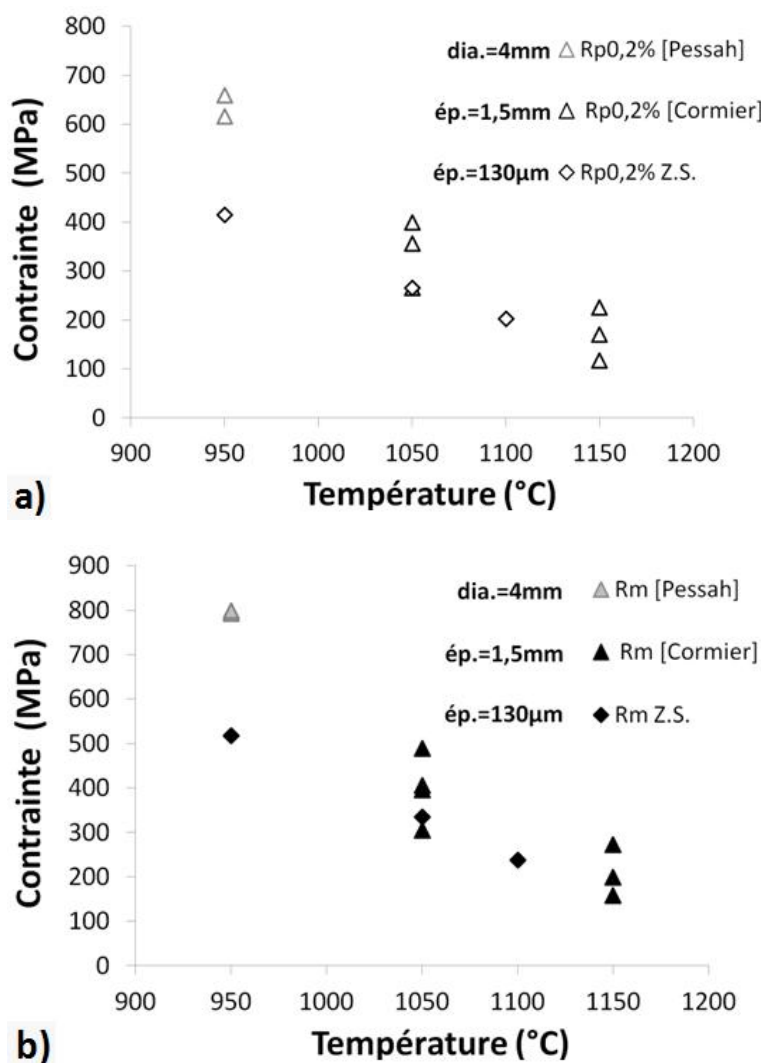 800
700
600
500
400
300
200
100
0
Contrainte (MPa)
dia.=4mm Rp0,2% [Pessah]
ép.=1,5mm Rp0,2% [Cormier]
ép.=130µm Rp0,2% Z.S.
900 950 1000 1050 1100 1150 1200
Température (°C)
a)
900
800
700
600
500
400
300
200
100
0
Contrainte (MPa)
dia.=4mm Rm [Pessah]
ép.=1,5mm Rm [Cormier]
ép.=130µm Rm Z.S.
900 950 1000 1050 1100 1150 1200
Température (°C)
b)